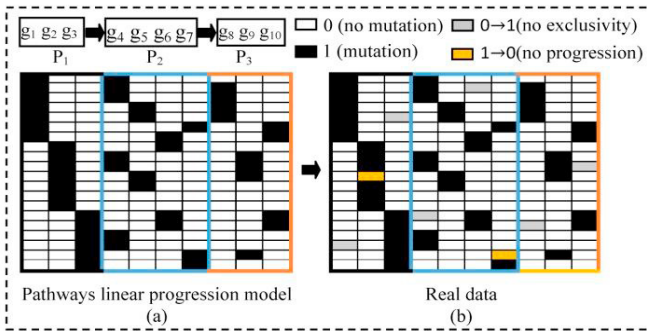 g1 g2 g3 g4 g5 g6 g7 g8 g9 g10
P1 P2 P3
0 (no mutation)
0→1(no exclusivity)
1 (mutation)
1→0(no progression)
Pathways linear progression model
Real data
(a)
(b)